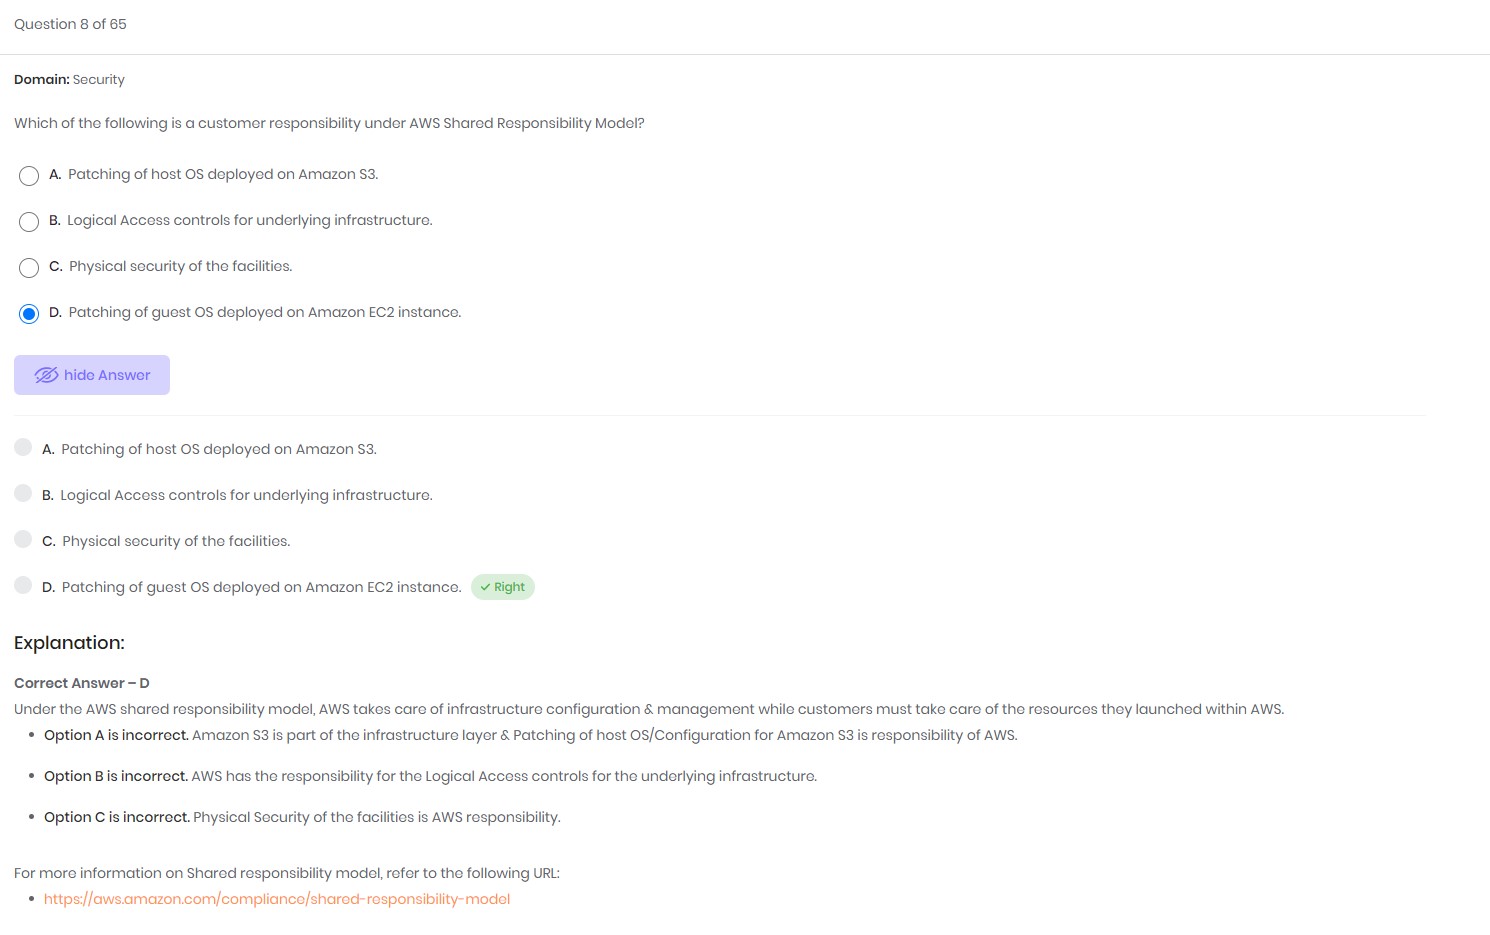 Question 8 of 65
Domain: Security
Which of the following is a customer responsibility under AWS Shared Responsibility Model?
A. Patching of host OS deployed on Amazon S3.
B. Logical Access controls for underlying infrastructure.
C. Physical security of the facilities.
D. Patching of guest OS deployed on Amazon EC2 instance.
hide Answer
A. Patching of host OS deployed on Amazon S3.
B. Logical Access controls for underlying infrastructure.
C. Physical security of the facilities.
D. Patching of guest OS deployed on Amazon EC2 instance. ✓ Right
Explanation:
Correct Answer – D
Under the AWS shared responsibility model, AWS takes care of infrastructure configuration & management while customers must take care of the resources they launched within AWS.
• Option A is incorrect. Amazon S3 is part of the infrastructure layer & Patching of host OS/Configuration for Amazon S3 is responsibility of AWS.
• Option B is incorrect. AWS has the responsibility for the Logical Access controls for the underlying infrastructure.
• Option C is incorrect. Physical Security of the facilities is AWS responsibility.
For more information on Shared responsibility model, refer to the following URL:
• https://aws.amazon.com/compliance/shared-responsibility-model